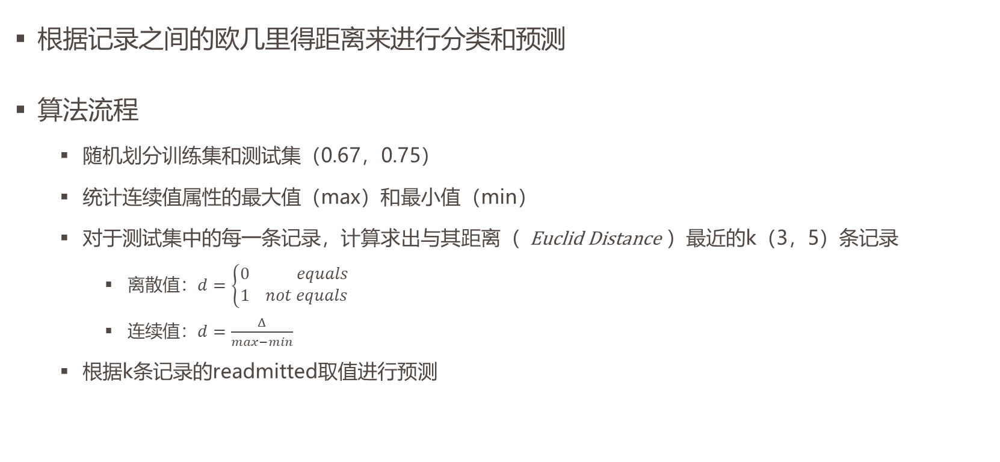 ▪ 根据记录之间的欧几里得距离来进行分类和预测
▪ 算法流程
▪ 随机划分训练集和测试集（0.67，0.75）
▪ 统计连续值属性的最大值（max）和最小值（min）
▪ 对于测试集中的每一条记录，计算求出与其距离（ Euclid Distance ）最近的k（3，5）条记录
▪ 离散值：d = {0 equals
1 not equals
▪ 连续值：d = Δ/(max−min)
▪ 根据k条记录的readmitted取值进行预测